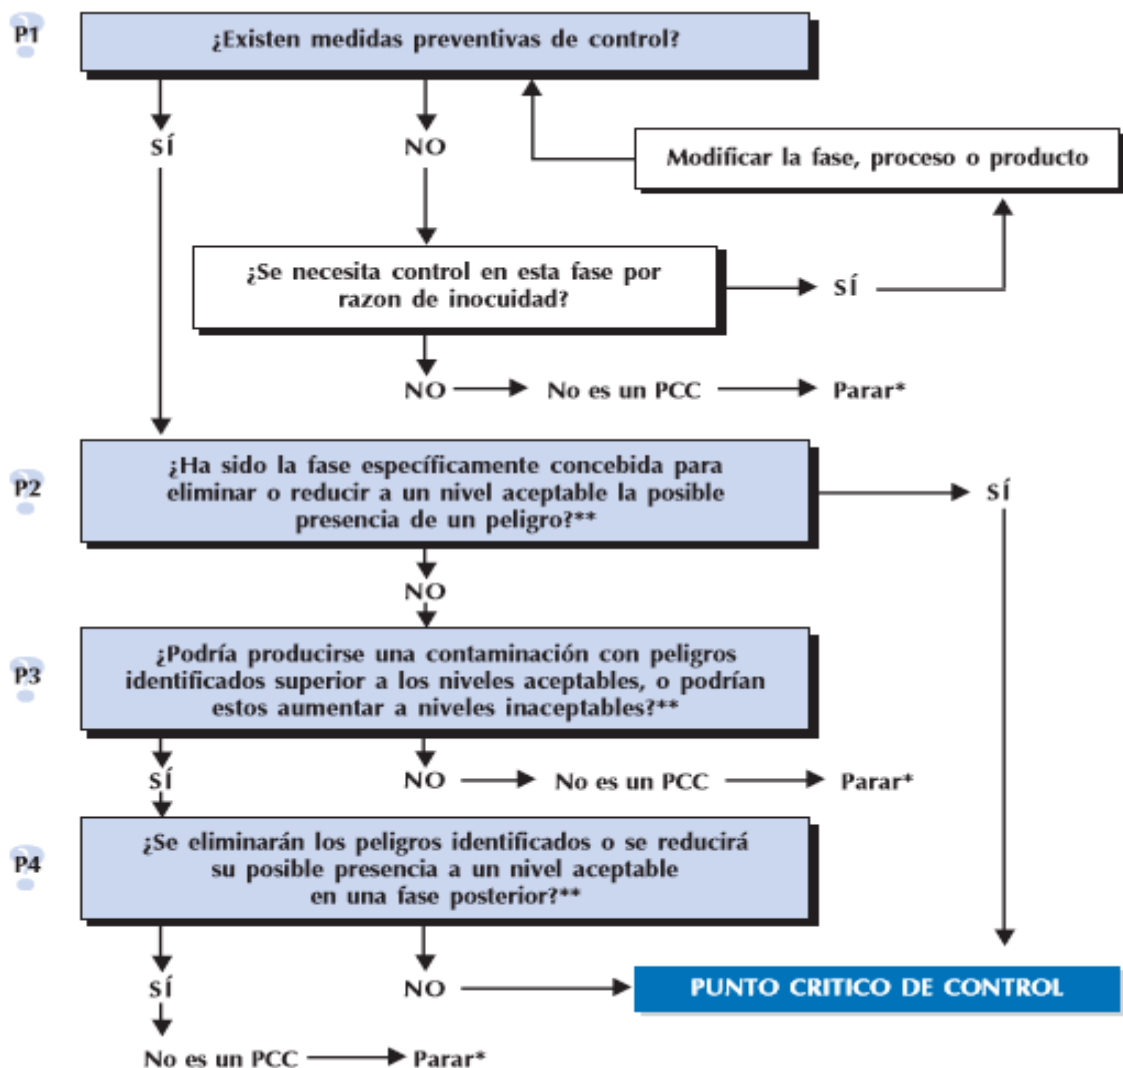 P1
¿Existen medidas preventivas de control?
SÍ
NO
Modificar la fase, proceso o producto
¿Se necesita control en esta fase por
razon de inocuidad?
SÍ
NO
No es un PCC
Parar*
P2
¿Ha sido la fase específicamente concebida para
eliminar o reducir a un nivel aceptable la posible
presencia de un peligro?**
SÍ
NO
P3
¿Podría producirse una contaminación con peligros
identificados superior a los niveles aceptables, o podrían
estos aumentar a niveles inaceptables?**
SÍ
NO
No es un PCC
Parar*
P4
¿Se eliminarán los peligros identificados o se reducirá
su posible presencia a un nivel aceptable
en una fase posterior?**
SÍ
NO
PUNTO CRITICO DE CONTROL
No es un PCC
Parar*